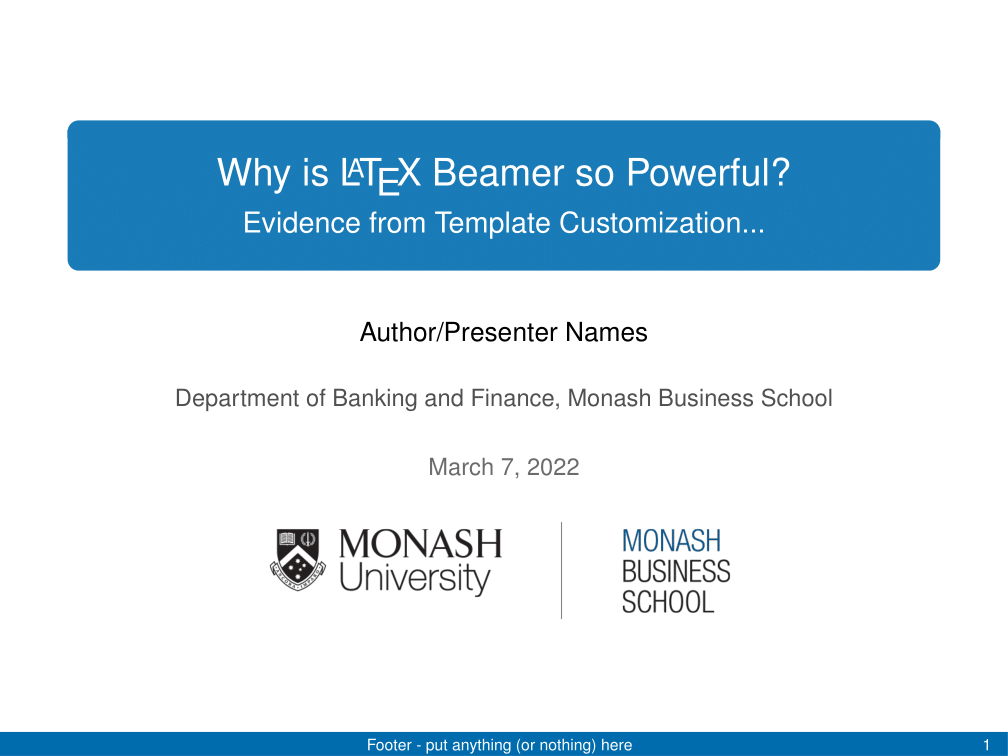 Why is LATEX Beamer so Powerful?
Evidence from Template Customization...
Author/Presenter Names
Department of Banking and Finance, Monash Business School
March 7, 2022
MONASH
University
MONASH
BUSINESS
SCHOOL
Footer - put anything (or nothing) here
1